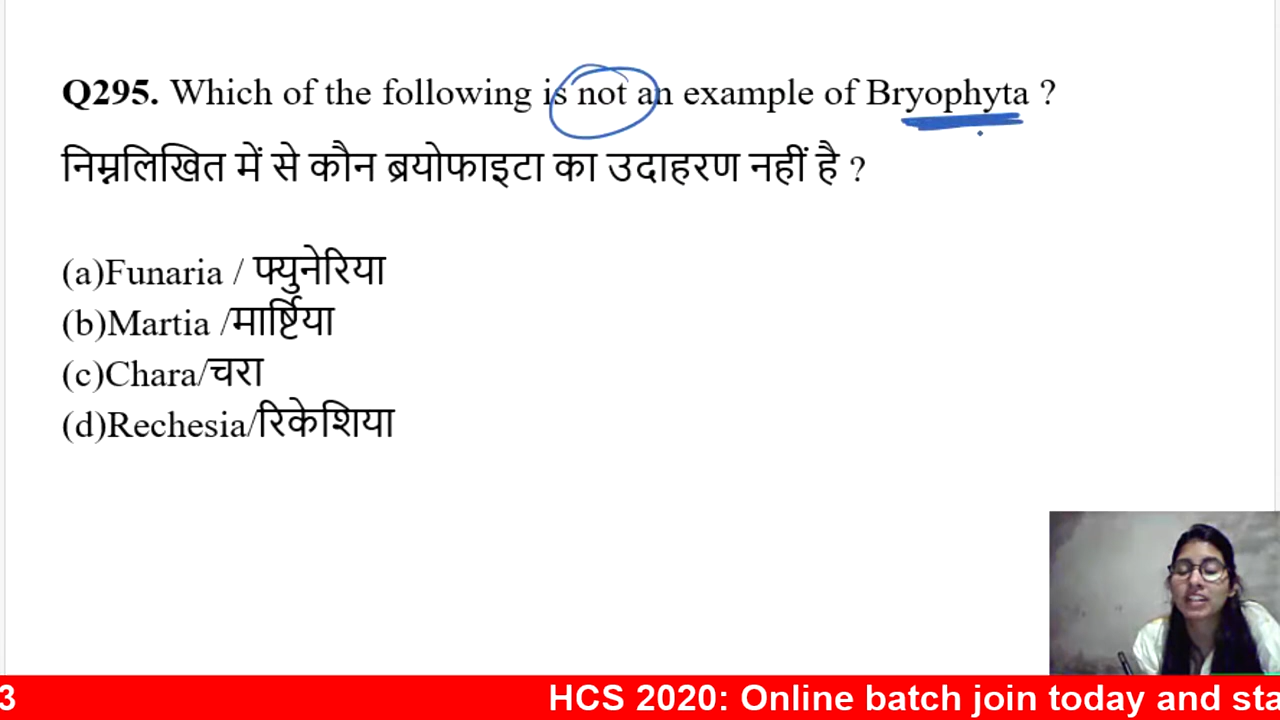 Q295. Which of the following is not an example of Bryophyta ?
निम्नलिखित में से कौन ब्रयोफाइटा का उदाहरण नहीं है ?
(a)Funaria / फ्युनेरिया
(b)Martia /मार्ष्टिया
(c)Chara/चरा
(d)Rechesia/रिकेशिया
3 HCS 2020: Online batch join today and sta